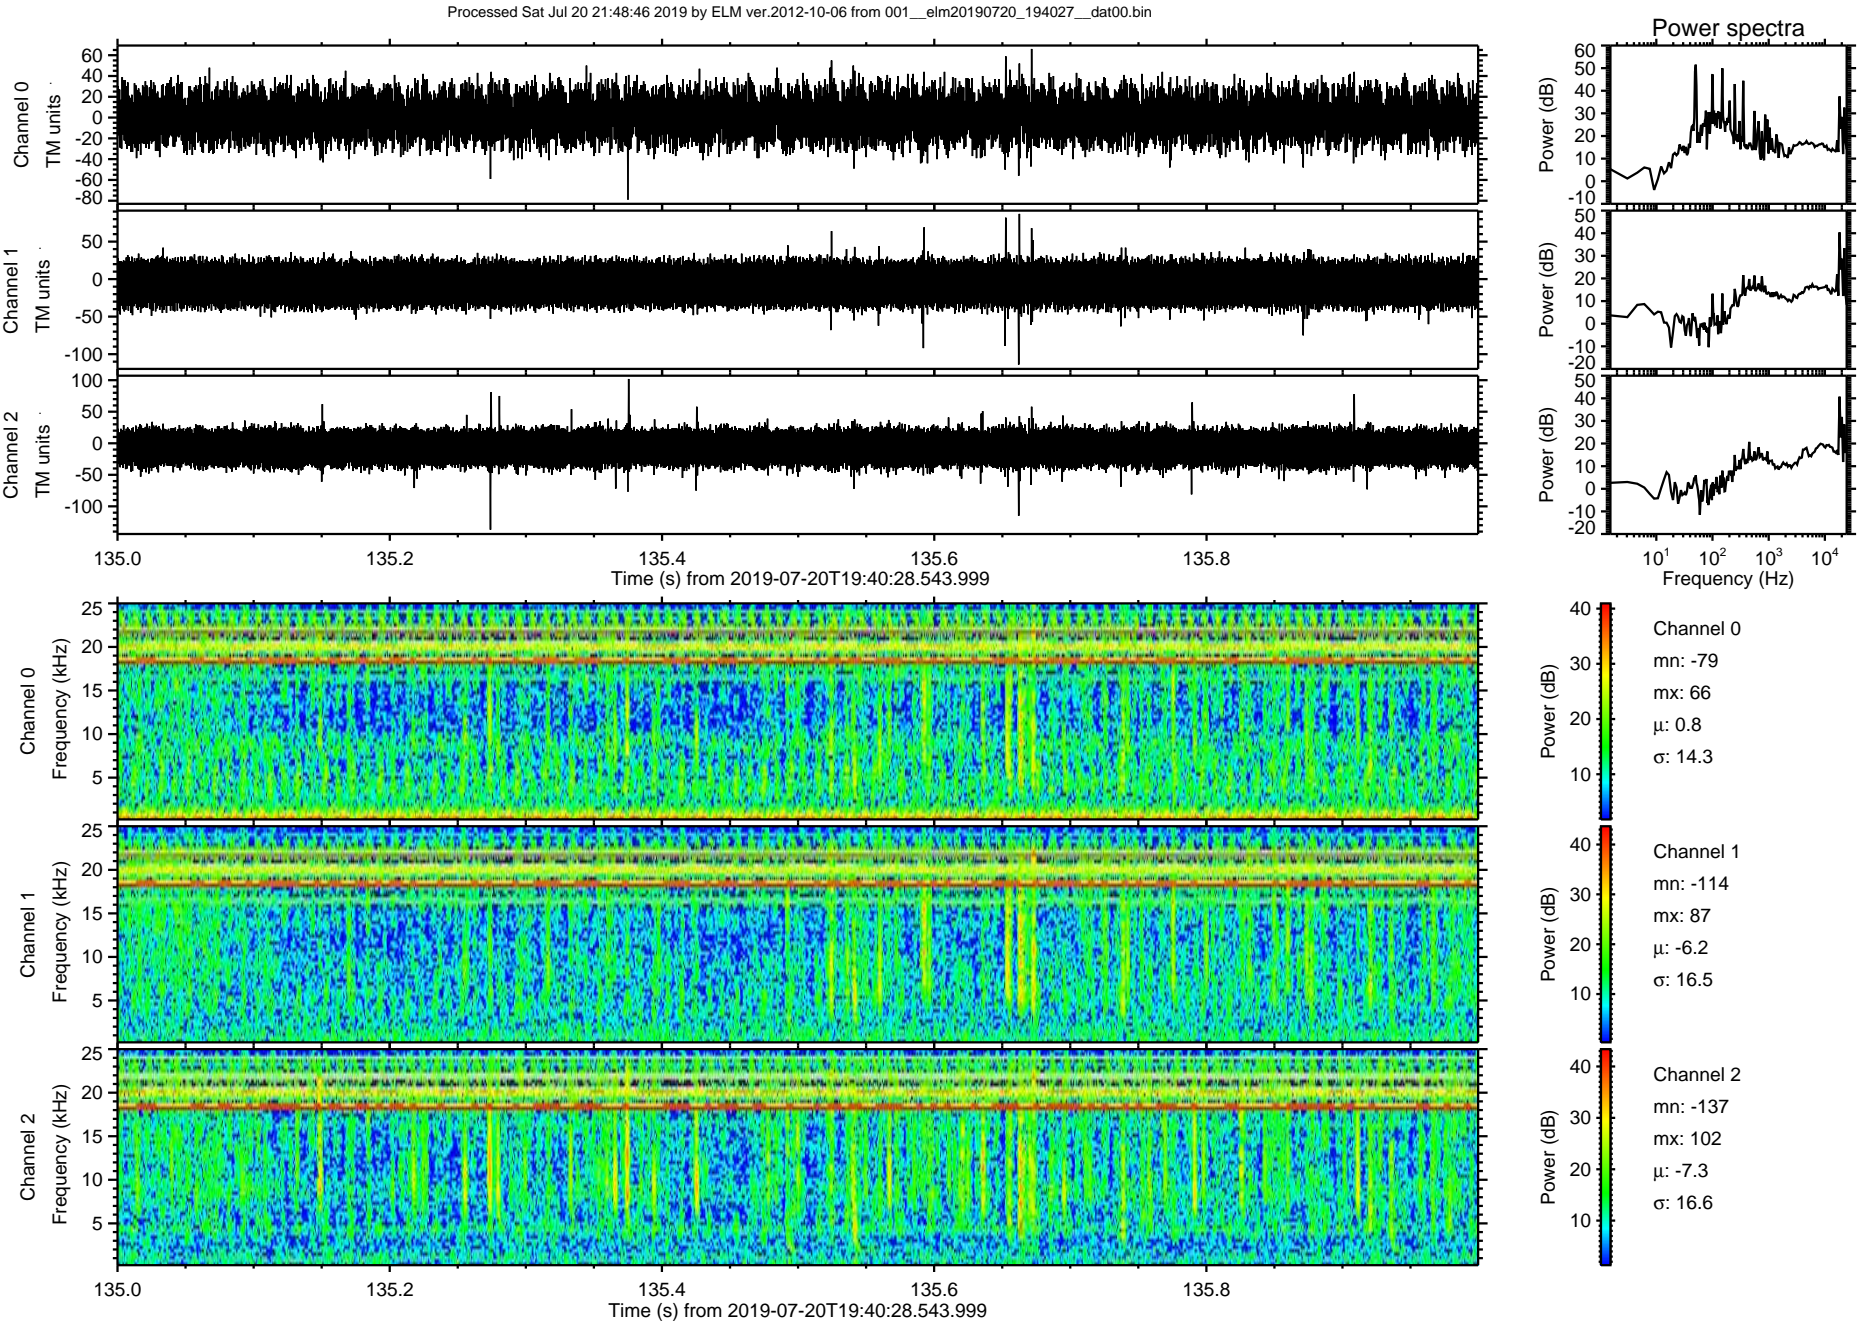 Processed Sat Jul 20 21:48:46 2019 by ELM ver.2012-10-06 from 001__elm20190720_194027__dat00.bin
Power spectra
Channel 0
TM units
60
40
20
0
-20
-40
-60
-80
Power (dB)
60
50
40
30
20
10
0
-10
Channel 1
TM units
50
0
-50
-100
Power (dB)
50
40
30
20
10
0
-10
-20
Channel 2
TM units
100
50
0
-50
-100
Power (dB)
50
40
30
20
10
0
-10
-20
135.0 135.2 135.4 135.6 135.8
Time (s) from 2019-07-20T19:40:28.543.999
10^1 10^2 10^3 10^4
Frequency (Hz)
Channel 0
Frequency (kHz)
25
20
15
10
5
Power (dB)
40
30
20
10
Channel 0
mn: -79
mx: 66
μ: 0.8
σ: 14.3
Channel 1
Frequency (kHz)
25
20
15
10
5
Power (dB)
40
30
20
10
Channel 1
mn: -114
mx: 87
μ: -6.2
σ: 16.5
Channel 2
Frequency (kHz)
25
20
15
10
5
Power (dB)
40
30
20
10
Channel 2
mn: -137
mx: 102
μ: -7.3
σ: 16.6
135.0 135.2 135.4 135.6 135.8
Time (s) from 2019-07-20T19:40:28.543.999